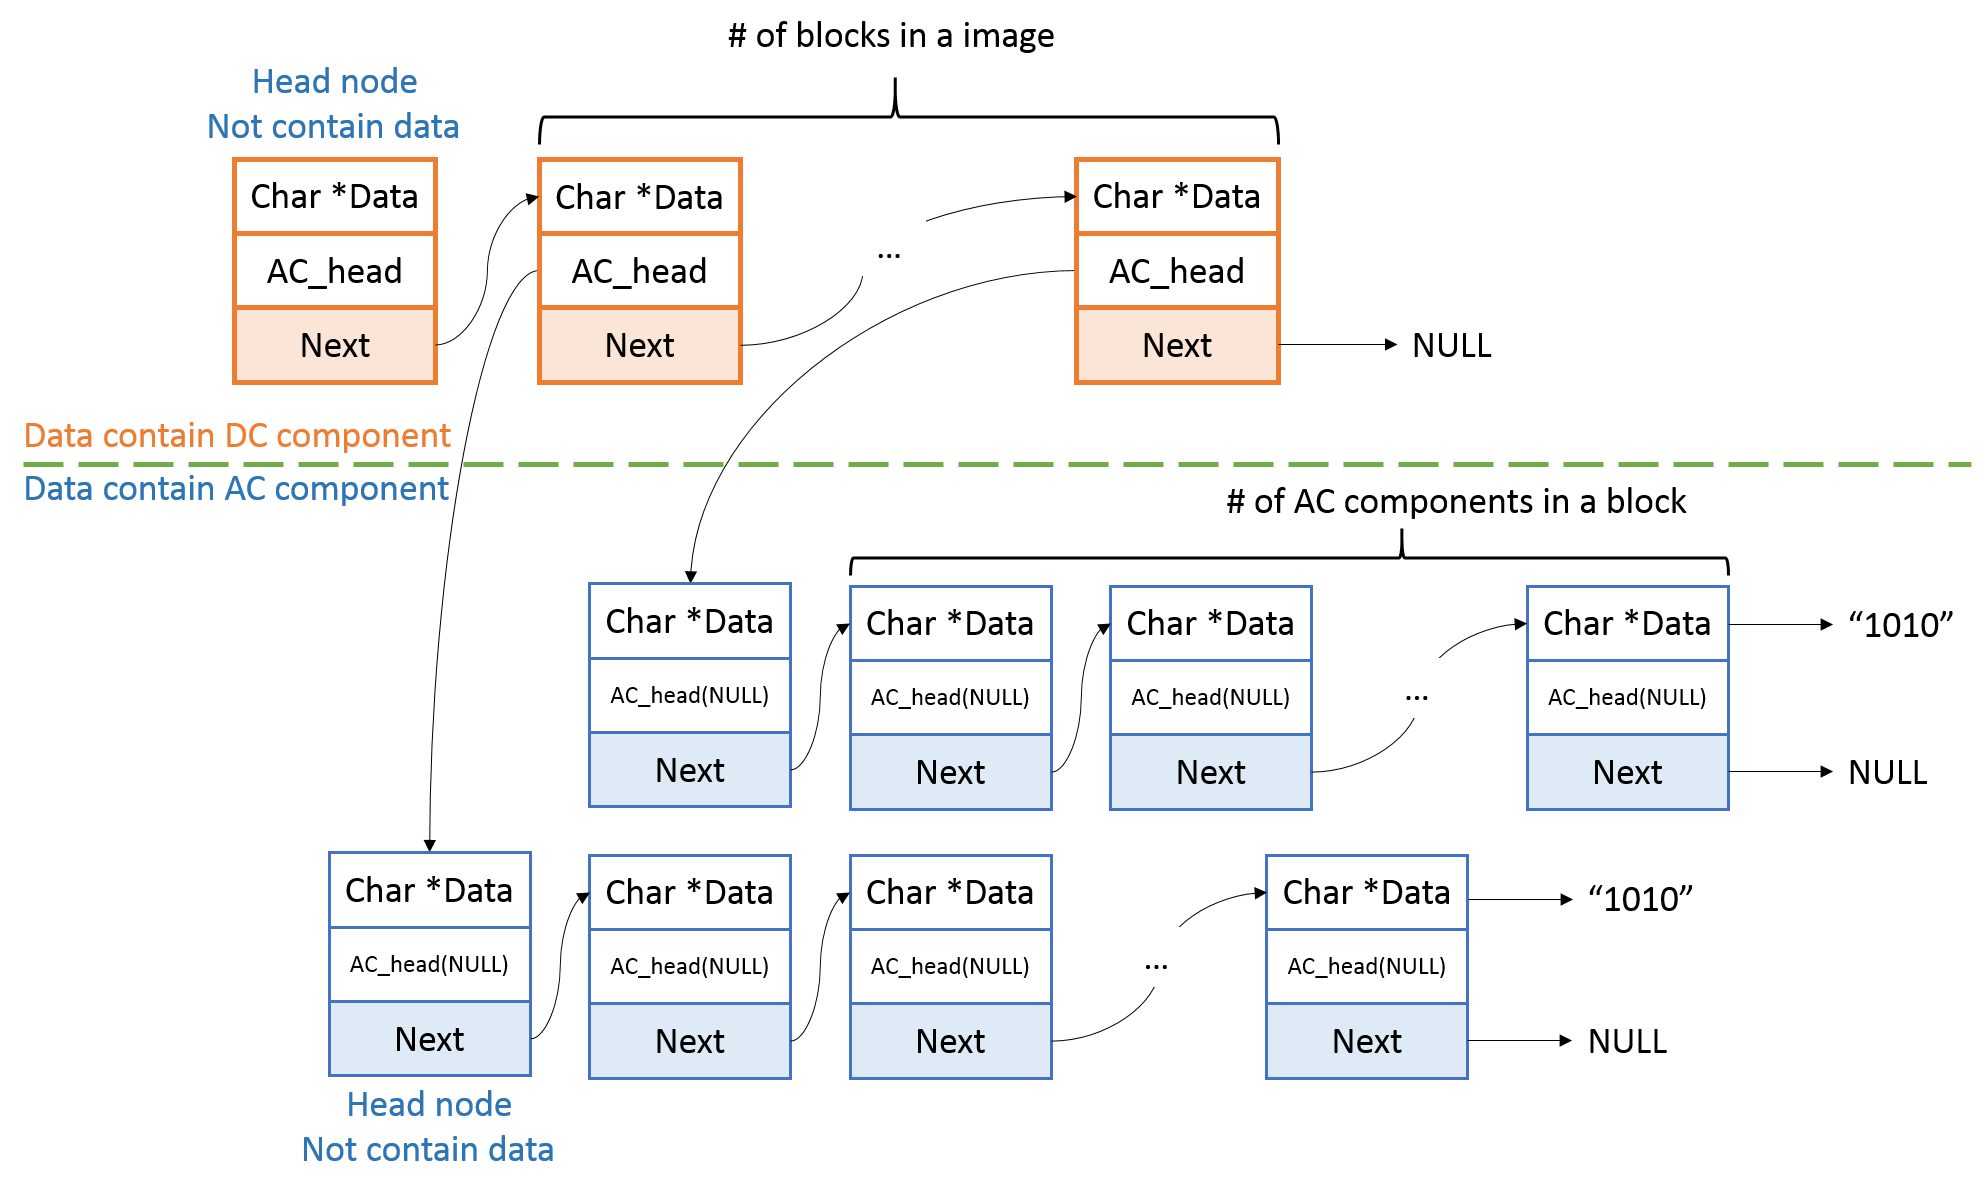 # of blocks in a image
Head node
Not contain data
Char *Data
AC_head
Next
Char *Data
AC_head
Next
...
Char *Data
AC_head
Next
NULL
Data contain DC component
Data contain AC component
# of AC components in a block
Char *Data
AC_head(NULL)
Next
Char *Data
AC_head(NULL)
Next
Char *Data
AC_head(NULL)
Next
...
Char *Data
AC_head(NULL)
Next
“1010”
NULL
Char *Data
AC_head(NULL)
Next
Char *Data
AC_head(NULL)
Next
Char *Data
AC_head(NULL)
Next
...
Char *Data
AC_head(NULL)
Next
“1010”
NULL
Head node
Not contain data